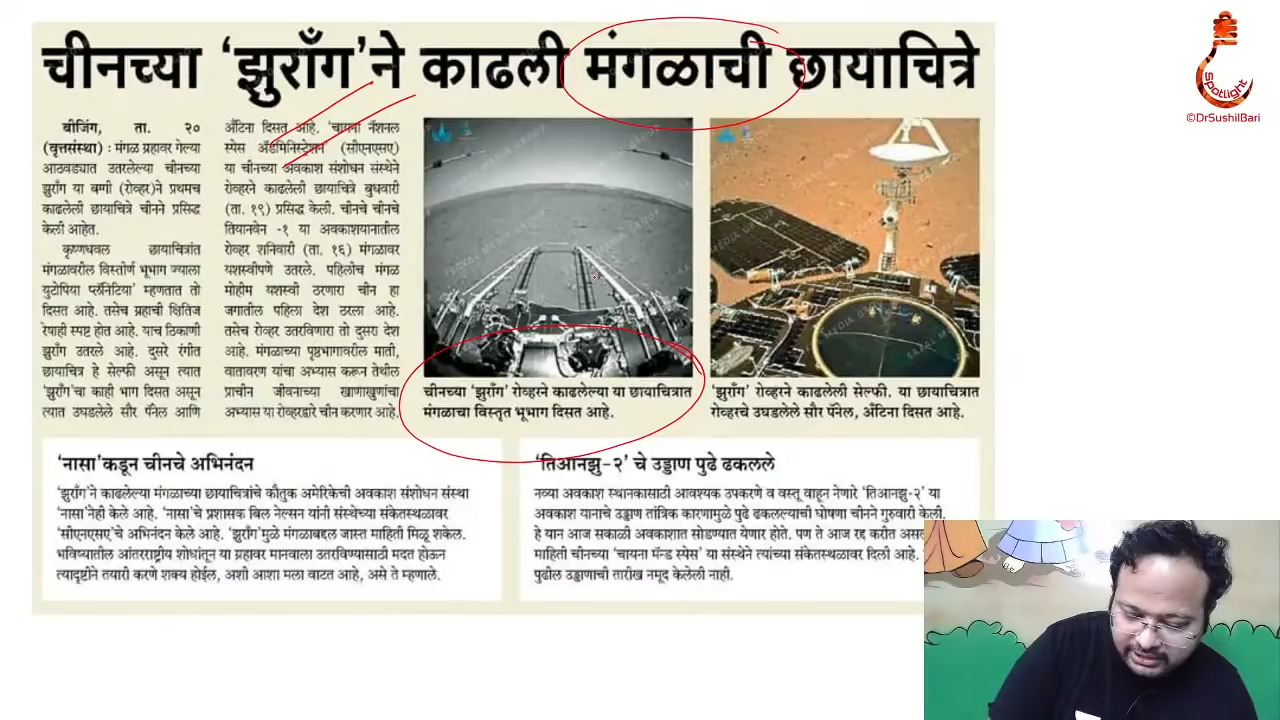 चीनच्या ‘झुराँग’ने काढली मंगळाची छायाचित्रे
बीजिंग, ता. २०
(वृत्तसंस्था) : मंगळ ग्रहावर गेल्या
आठवड्यात उतरलेल्या चीनच्या
झुराँग या बग्गी (रोव्हर)ने प्रथमच
काढलेली छायाचित्रे चीनने प्रसिद्ध
केली आहेत.
कृष्णधवल छायाचित्रांत
मंगळावरील विस्तीर्ण भूभाग ज्याला
युटोपिया प्लॅनिटिया’ म्हणतात तो
दिसत आहे. तसेच ग्रहाची क्षितिज
रेषाही स्पष्ट होत आहे. याच ठिकाणी
झुराँग उतरले आहे. दुसरे रंगीत
छायाचित्र हे सेल्फी असून त्यात
‘झुराँग’चा काही भाग दिसत असून
त्यात उघडलेले सौर पॅनेल आणि
अँटिना दिसत आहे. ‘चायना नॅशनल
स्पेस ॲडमिनिस्ट्रेशन (सीएनएसए)
या चीनच्या अवकाश संशोधन संस्थेने
रोव्हरने काढलेली छायाचित्रे बुधवारी
(ता. १९) प्रसिद्ध केली. चीनचे चीनचे
तियानवेन -१ या अवकाशयानातील
रोव्हर शनिवारी (ता. १६) मंगळावर
यशस्वीपणे उतरले. पहिलीच मंगळ
मोहीम यशस्वी ठरणारा चीन हा
जगातील पहिला देश ठरला आहे.
तसेच रोव्हर उतरविणारा तो दुसरा देश
आहे. मंगळाच्या पृष्ठभागावरील माती,
वातावरण यांचा अभ्यास करून तेथील
प्राचीन जीवनाच्या खाणाखुणांचा
अभ्यास या रोव्हरद्वारे चीन करणार आहे.
चीनच्या ‘झुराँग’ रोव्हरने काढलेल्या या छायाचित्रात
मंगळाचा विस्तृत भूभाग दिसत आहे.
‘झुराँग’ रोव्हरने काढलेली सेल्फी. या छायाचित्रात
रोव्हरचे उघडलेले सौर पॅनेल, अँटिना दिसत आहे.
‘नासा’कडून चीनचे अभिनंदन
‘झुराँग’ने काढलेल्या मंगळाच्या छायाचित्रांचे कौतुक अमेरिकेची अवकाश संशोधन संस्था
‘नासा’नेही केले आहे. ‘नासा’चे प्रशासक बिल नेल्सन यांनी संस्थेच्या संकेतस्थळावर
‘सीएनएसए’चे अभिनंदन केले आहे. ‘झुराँग’मुळे मंगळाबद्दल जास्त माहिती मिळू शकेल.
भविष्यातील आंतरराष्ट्रीय शोधांतून या ग्रहावर मानवाला उतरविण्यासाठी मदत होऊन
त्यादृष्टीने तयारी करणे शक्य होईल, अशी आशा मला वाटत आहे, असे ते म्हणाले.
‘तिआनझु-२’ चे उड्डाण पुढे ढकलले
नव्या अवकाश स्थानकासाठी आवश्यक उपकरणे व वस्तू वाहून नेणारे ‘तिआनझु-२’ या
अवकाश यानाचे उड्डाण तांत्रिक कारणामुळे पुढे ढकलल्याची घोषणा चीनने गुरुवारी केली.
हे यान आज सकाळी अवकाशात सोडण्यात येणार होते. पण ते आज रद्द करीत
माहिती चीनच्या ‘चायना मॅन्ड स्पेस’ या संस्थेने त्यांच्या संकेतस्थळावर दिली आहे.
पुढील उड्डाणाची तारीख नमूद केलेली नाही.
Spotlight
©DrSushilBari